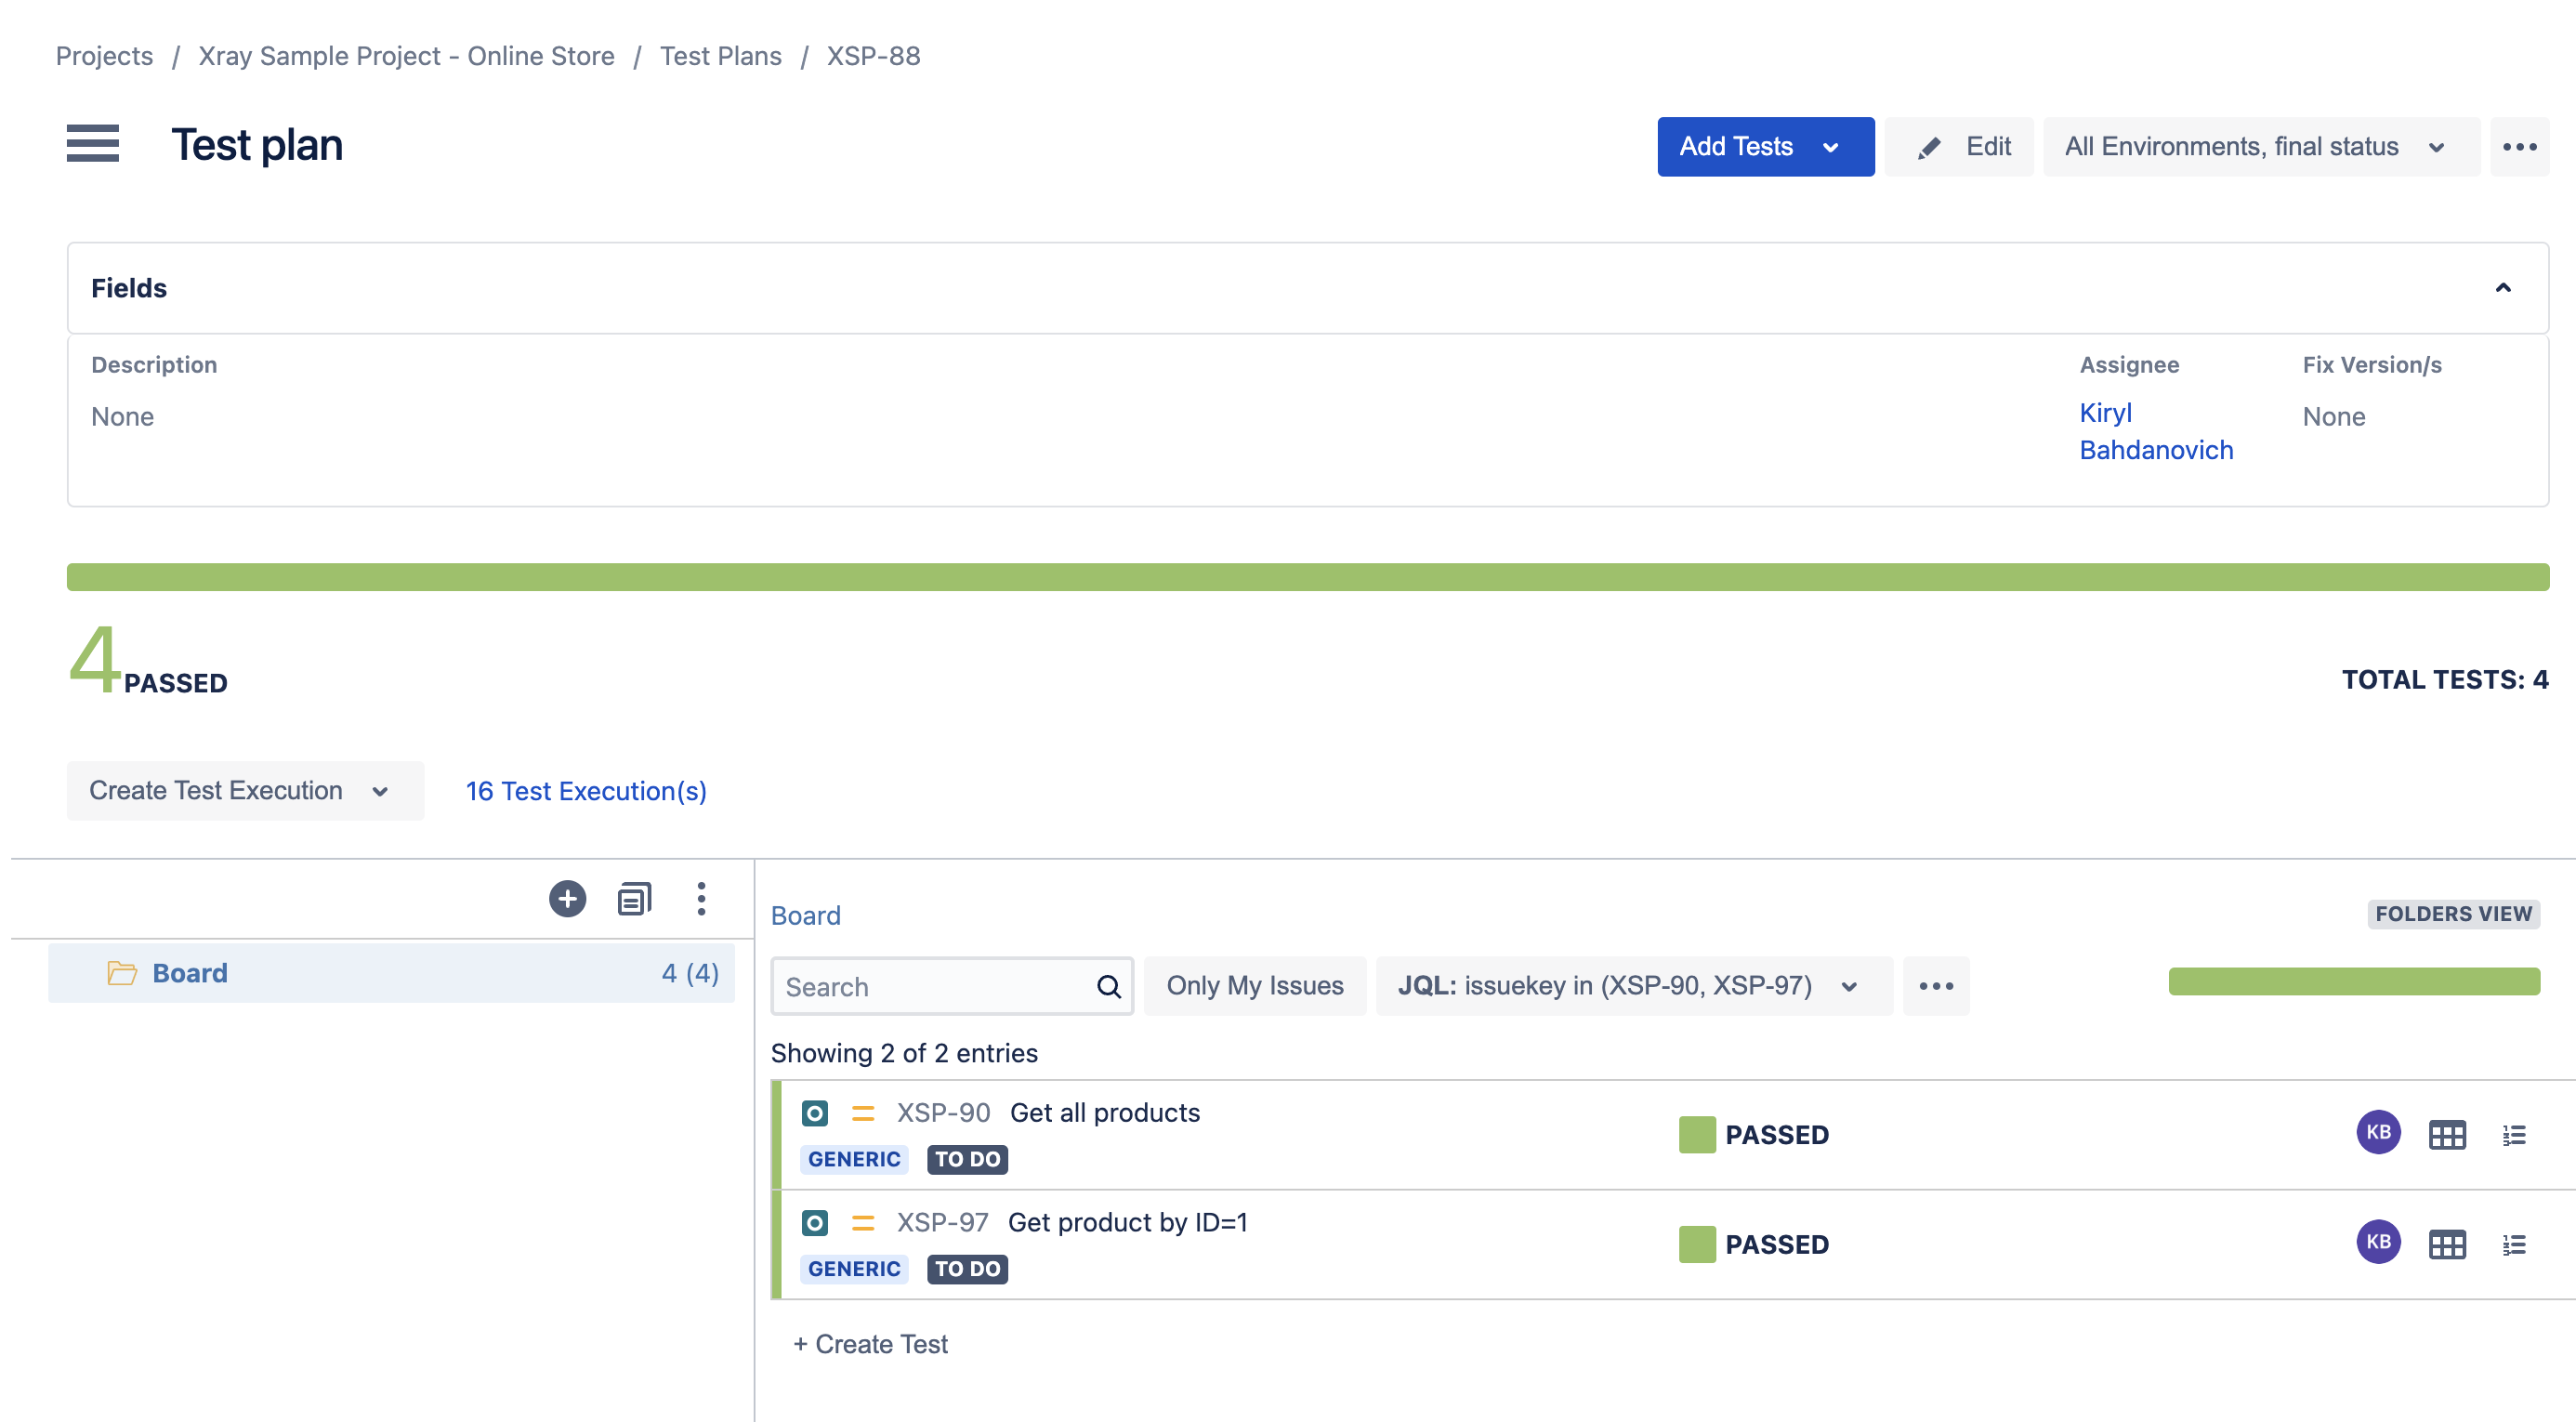 Projects / Xray Sample Project - Online Store / Test Plans / XSP-88
Test plan
Add Tests
Edit
All Environments, final status
Fields
Description
Assignee
Fix Version/s
None
Kiryl
Bahdanovich
None
4 PASSED
TOTAL TESTS: 4
Create Test Execution
16 Test Execution(s)
Board
FOLDERS VIEW
Board 4 (4)
Search
Only My Issues
JQL: issuekey in (XSP-90, XSP-97)
Showing 2 of 2 entries
XSP-90 Get all products
GENERIC TO DO
PASSED
KB
XSP-97 Get product by ID=1
GENERIC TO DO
PASSED
KB
+ Create Test